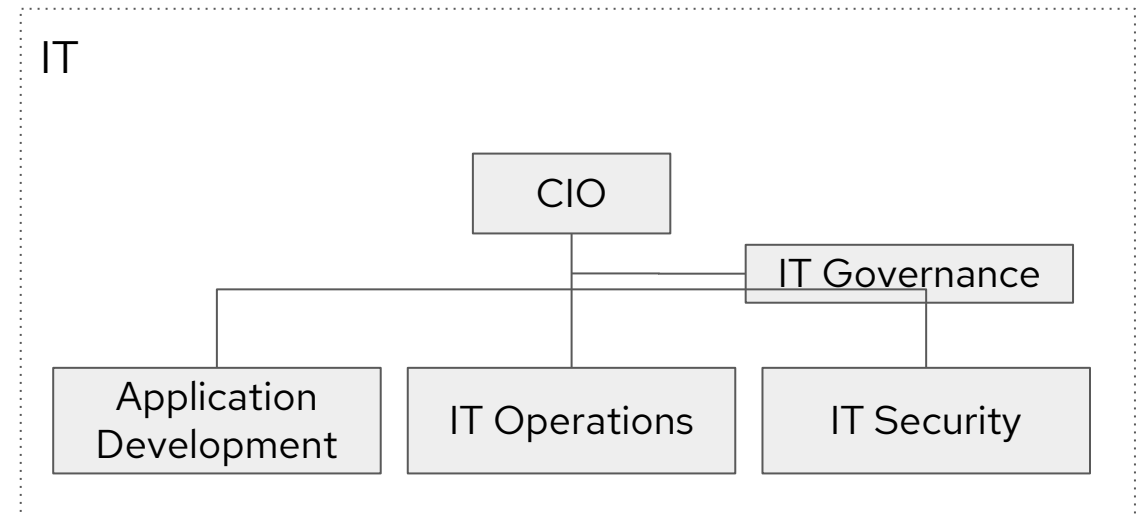 IT
CIO
IT Governance
Application
Development
IT Operations
IT Security